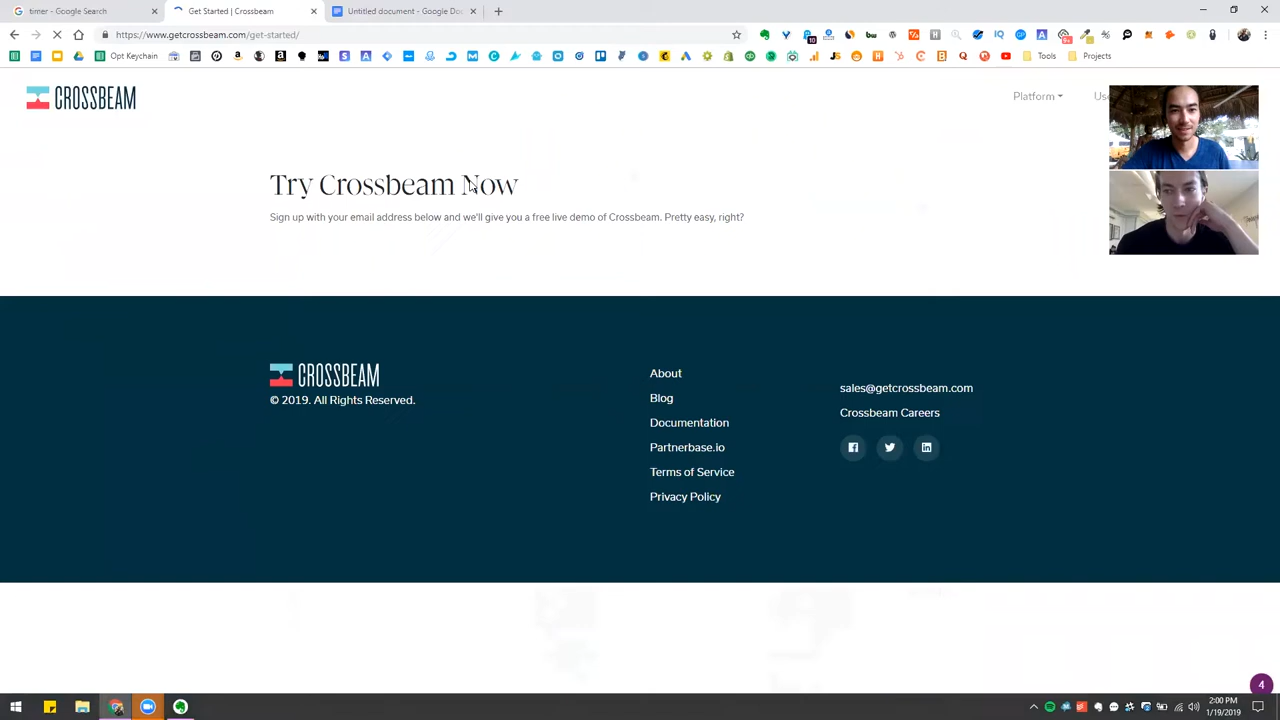 timer - Google Search
Get Started | Crossbeam
Untitled document - Google Doc
https://www.getcrossbeam.com/get-started/
Opt Keychain
Tools
Projects
CROSSBEAM
Platform
Try Crossbeam Now
Sign up with your email address below and we'll give you a free live demo of Crossbeam. Pretty easy, right?
CROSSBEAM
© 2019. All Rights Reserved.
About
Blog
Documentation
Partnerbase.io
Terms of Service
Privacy Policy
sales@getcrossbeam.com
Crossbeam Careers
4
2:00 PM
1/19/2019